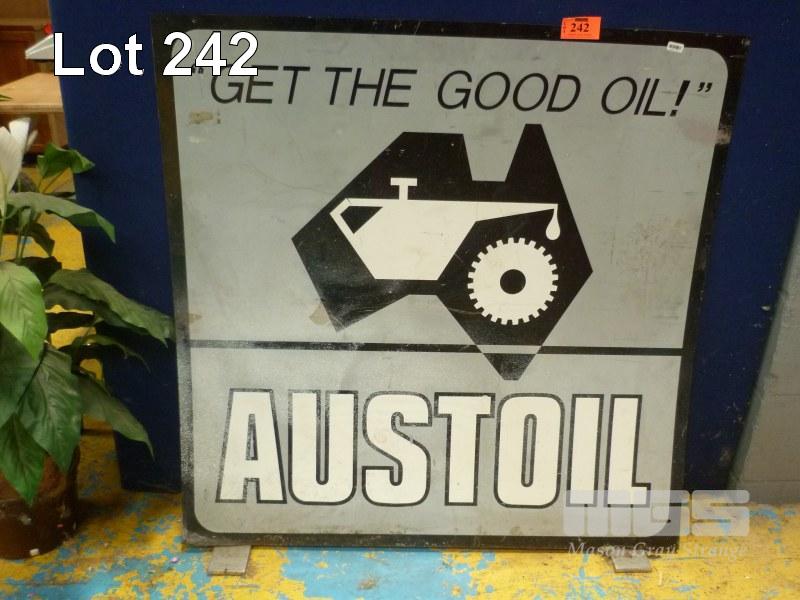 Lot 242
242
"GET THE GOOD OIL!"
AUSTOIL
MGS
Mason Gray Strange